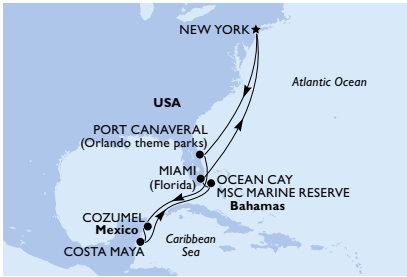 NEW YORK
Atlantic Ocean
USA
PORT CANAVERAL
(Orlando theme parks)
MIAMI
(Florida)
OCEAN CAY
MSC MARINE RESERVE
Bahamas
COZUMEL
Mexico
COSTA MAYA
Caribbean
Sea